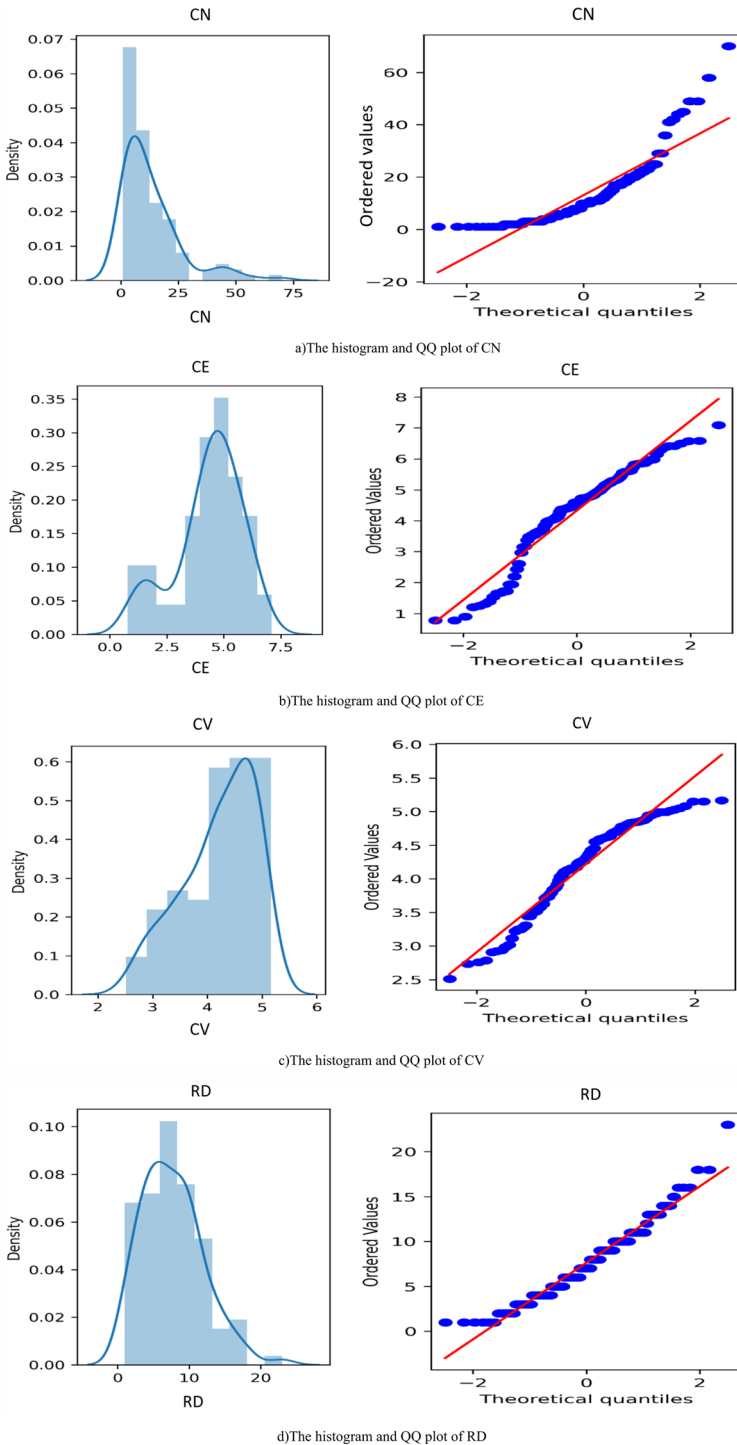 CN
CN
0.07
0.06
0.05
0.04
0.03
0.02
0.01
0.00
Density
0 25 50 75
CN
60
40
20
0
−20
Ordered values
−2 0 2
Theoretical quantiles
a)The histogram and QQ plot of CN
CE
CE
0.35
0.30
0.25
0.20
0.15
0.10
0.05
0.00
Density
0.0 2.5 5.0 7.5
CE
8
7
6
5
4
3
2
1
Ordered Values
−2 0 2
Theoretical quantiles
b)The histogram and QQ plot of CE
CV
CV
0.6
0.5
0.4
0.3
0.2
0.1
0.0
Density
2 3 4 5 6
CV
6.0
5.5
5.0
4.5
4.0
3.5
3.0
2.5
Ordered Values
−2 0 2
Theoretical quantiles
c)The histogram and QQ plot of CV
RD
RD
0.10
0.08
0.06
0.04
0.02
0.00
Density
0 10 20
RD
20
15
10
5
0
Ordered Values
−2 0 2
Theoretical quantiles
d)The histogram and QQ plot of RD